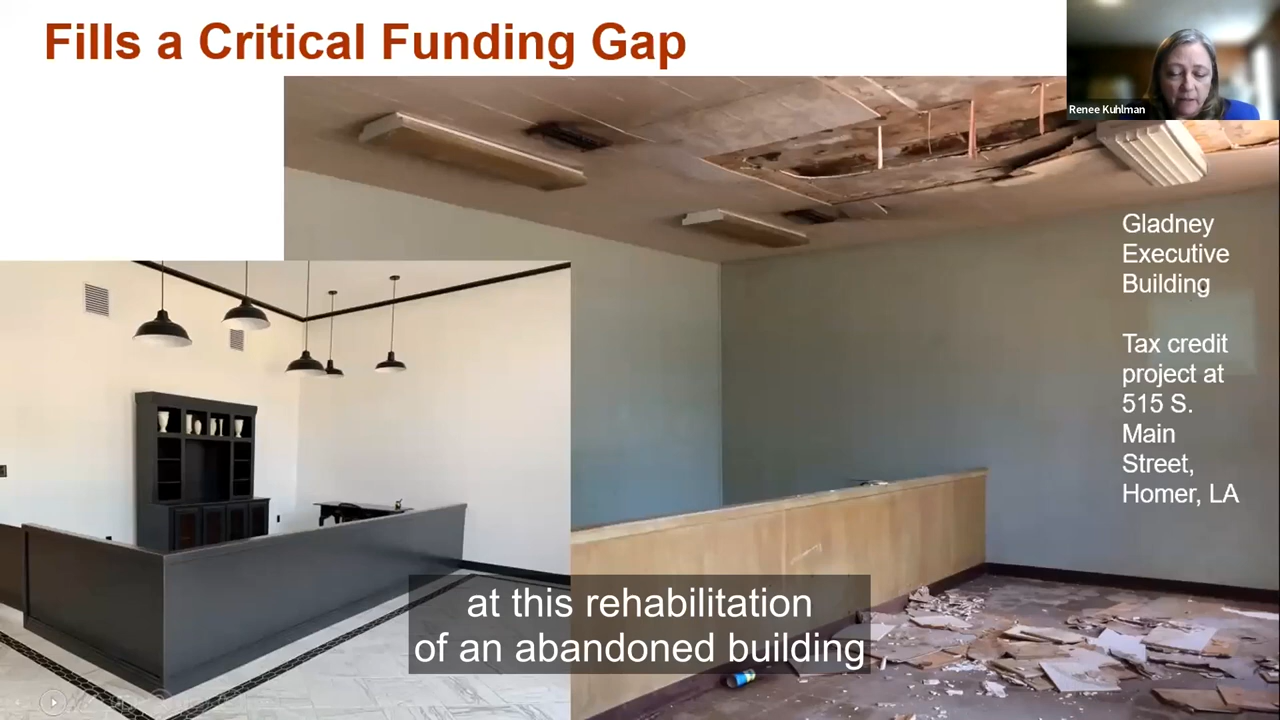 Fills a Critical Funding Gap
Renee Kuhlman
Gladney
Executive
Building
Tax credit
project at
515 S.
Main
Street,
Homer, LA
at this rehabilitation
of an abandoned building